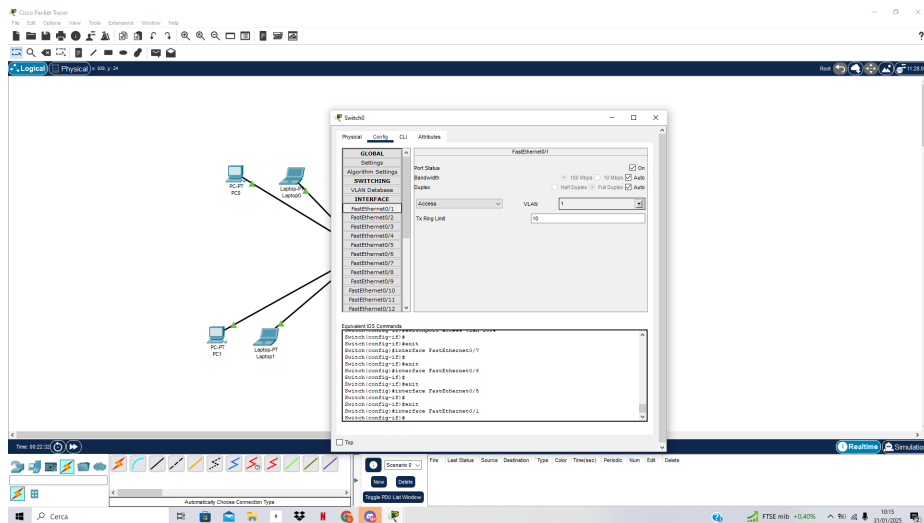 Cisco Packet Tracer
File Edit Options View Tools Extensions Window Help
Logical Physical x: 939, y: 24 Root
Switch0
Physical Config CLI Attributes
GLOBAL
Settings
Algorithm Settings
SWITCHING
VLAN Database
INTERFACE
FastEthernet0/1
FastEthernet0/2
FastEthernet0/3
FastEthernet0/4
FastEthernet0/5
FastEthernet0/6
FastEthernet0/7
FastEthernet0/8
FastEthernet0/9
FastEthernet0/10
FastEthernet0/11
FastEthernet0/12
FastEthernet0/1
Port Status On
Bandwidth 100 Mbps 10 Mbps Auto
Duplex Half Duplex Full Duplex Auto
Access VLAN 1
Tx Ring Limit 10
PC-PT
PC0
Laptop-PT
Laptop0
PC-PT
PC1
Laptop-PT
Laptop1
Equivalent IOS Commands
Switch(config-if)#
Switch(config-if)#exit
Switch(config)#interface FastEthernet0/7
Switch(config-if)#
Switch(config-if)#exit
Switch(config)#interface FastEthernet0/6
Switch(config-if)#
Switch(config-if)#exit
Switch(config)#interface FastEthernet0/5
Switch(config-if)#
Switch(config-if)#exit
Switch(config)#interface FastEthernet0/1
Switch(config-if)#
Top
Time: 00:22:32 Realtime Simulatio
Scenario 0
New Delete
Toggle PDU List Window
Fire Last Status Source Destination Type Color Time(sec) Periodic Num Edit Delete
Automatically Choose Connection Type
Cerca
FTSE mib +0,40%
10:15
31/01/2025